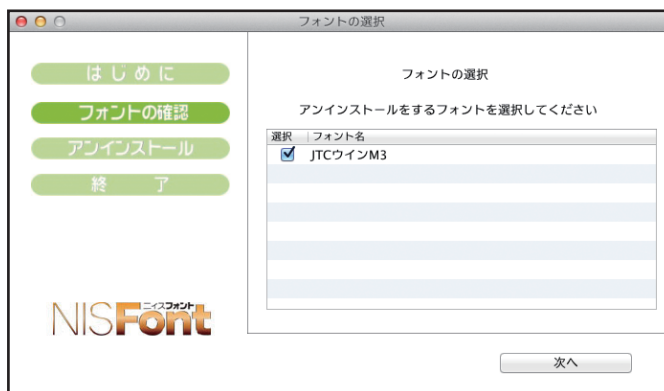 フォントの選択
はじめに
フォントの確認
アンインストール
終 了
フォントの選択
アンインストールをするフォントを選択してください
選択 フォント名
JTCウインM3
ニィスフォント
NISFont
次へ